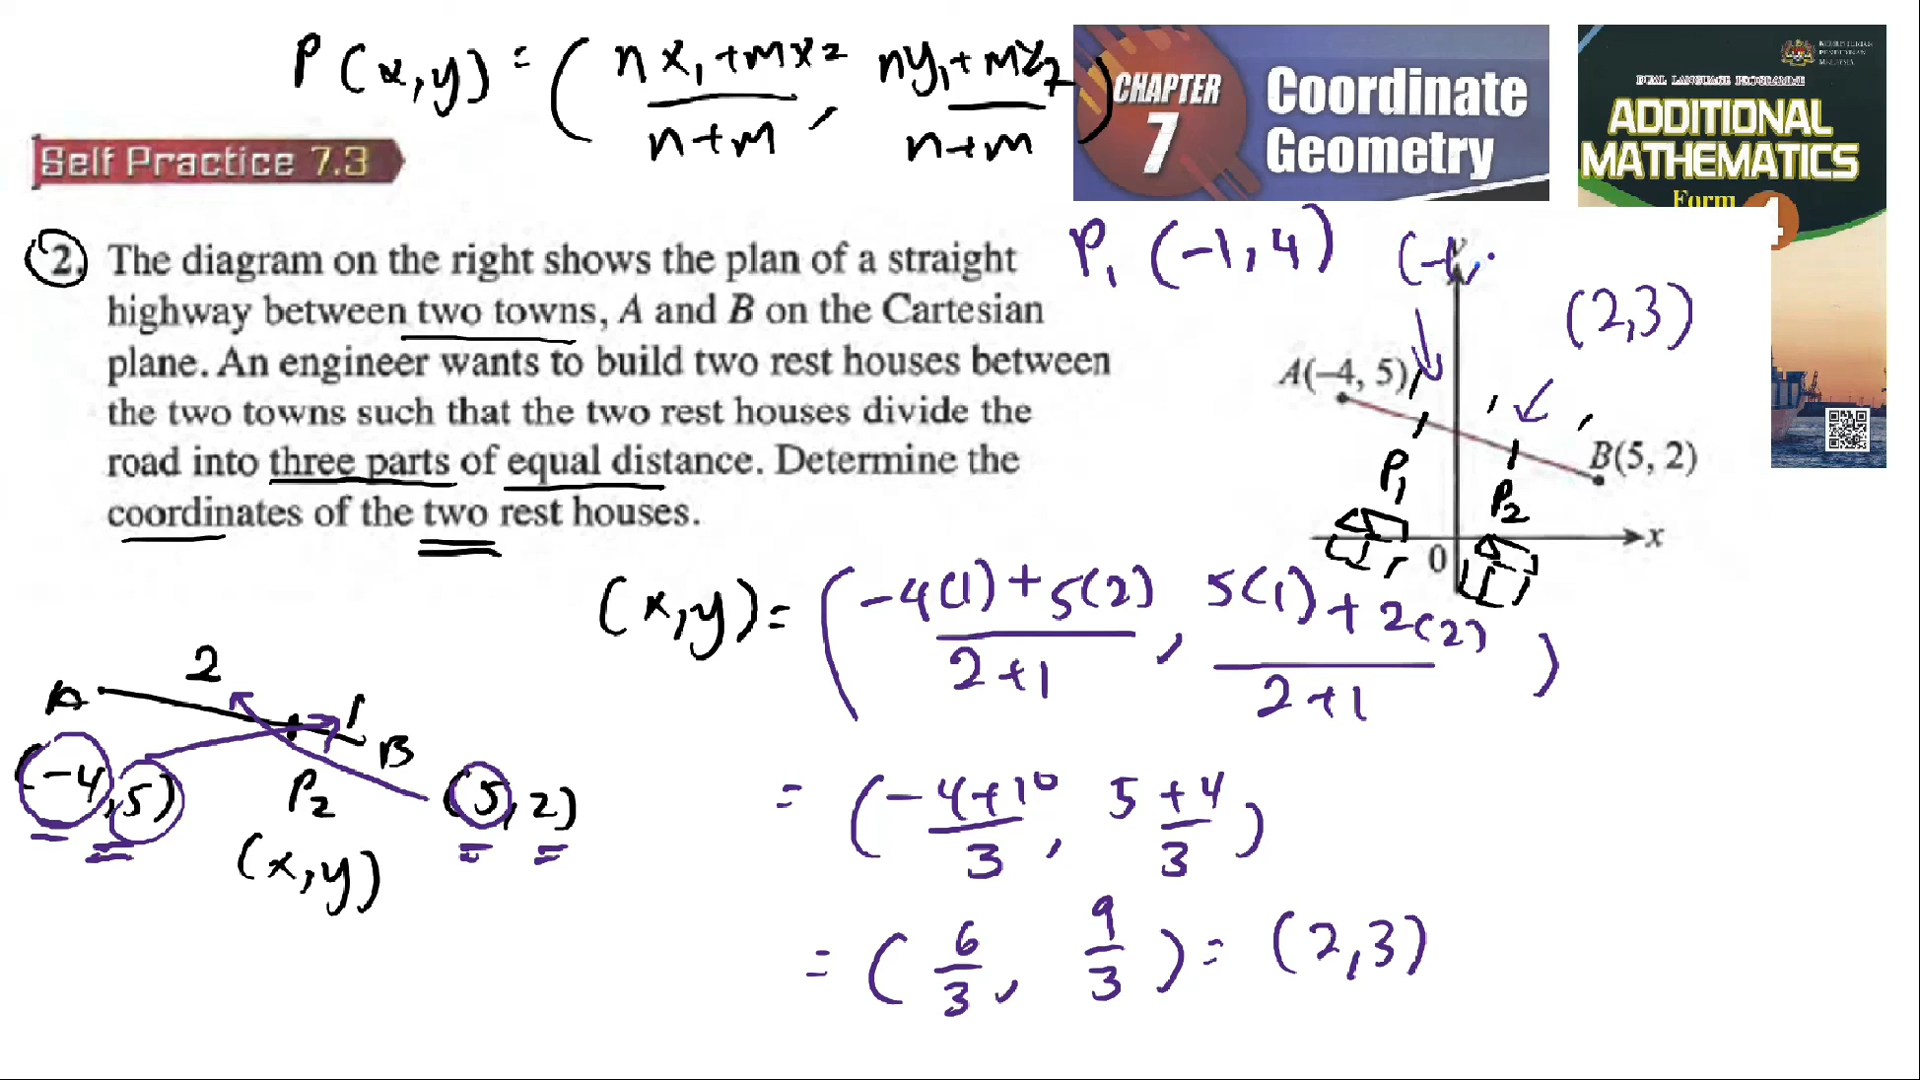 P(x,y) = ( nx₁+mx2 / n+m , ny₁+my2 / n+m )
CHAPTER 7
Coordinate Geometry
DUAL LANGUAGE PROGRAMME
ADDITIONAL MATHEMATICS
Form 4
Self Practice 7.3
2. The diagram on the right shows the plan of a straight
highway between two towns, A and B on the Cartesian
plane. An engineer wants to build two rest houses between
the two towns such that the two rest houses divide the
road into three parts of equal distance. Determine the
coordinates of the two rest houses.
P₁ (-1,4)
(-1,
y
(2,3)
A(–4, 5)
B(5, 2)
P₁
P₂
0
x
(x,y) = ( -4(1)+5(2) / 2+1 , 5(1)+2(2) / 2+1 )
= ( -4+10 / 3 , 5+4 / 3 )
= ( 6/3 , 9/3 ) = (2,3)
2
A
1
B
(-4,5)
P₂
(5,2)
(x,y)